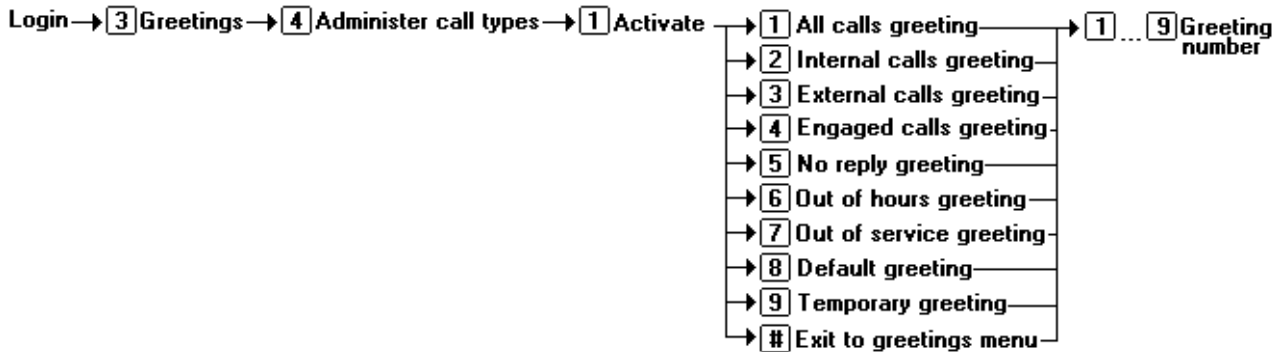 Login 3 Greetings 4 Administer call types 1 Activate 1 All calls greeting 1 ... 9 Greeting
number
2 Internal calls greeting
3 External calls greeting
4 Engaged calls greeting
5 No reply greeting
6 Out of hours greeting
7 Out of service greeting
8 Default greeting
9 Temporary greeting
# Exit to greetings menu